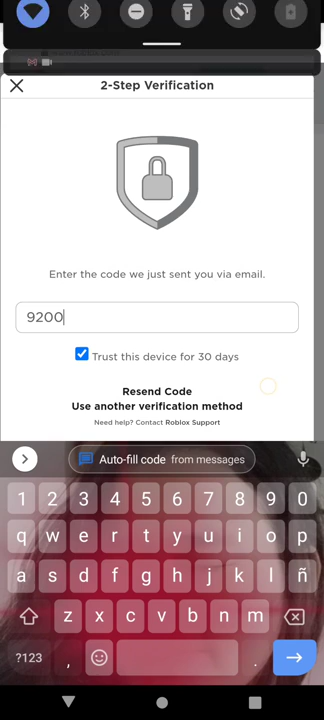 2-Step Verification
Enter the code we just sent you via email.
9200
Trust this device for 30 days
Resend Code
Use another verification method
Need help? Contact Roblox Support
Auto-fill code from messages
1 2 3 4 5 6 7 8 9 0
q w e r t y u i o p
a s d f g h j k l ñ
z x c v b n m
?123 , .